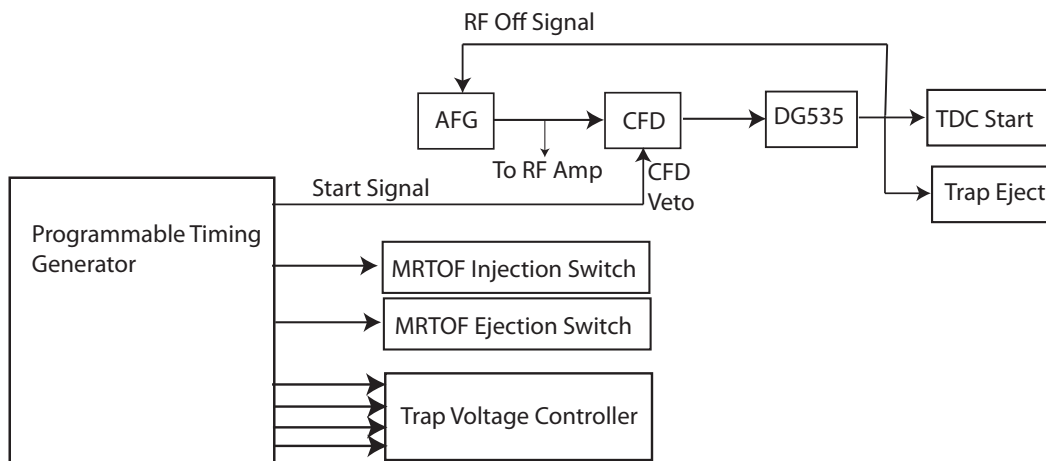 RF Off Signal
AFG
CFD
DG535
TDC Start
To RF Amp
CFD
Veto
Start Signal
Trap Eject
Programmable Timing
Generator
MRTOF Injection Switch
MRTOF Ejection Switch
Trap Voltage Controller